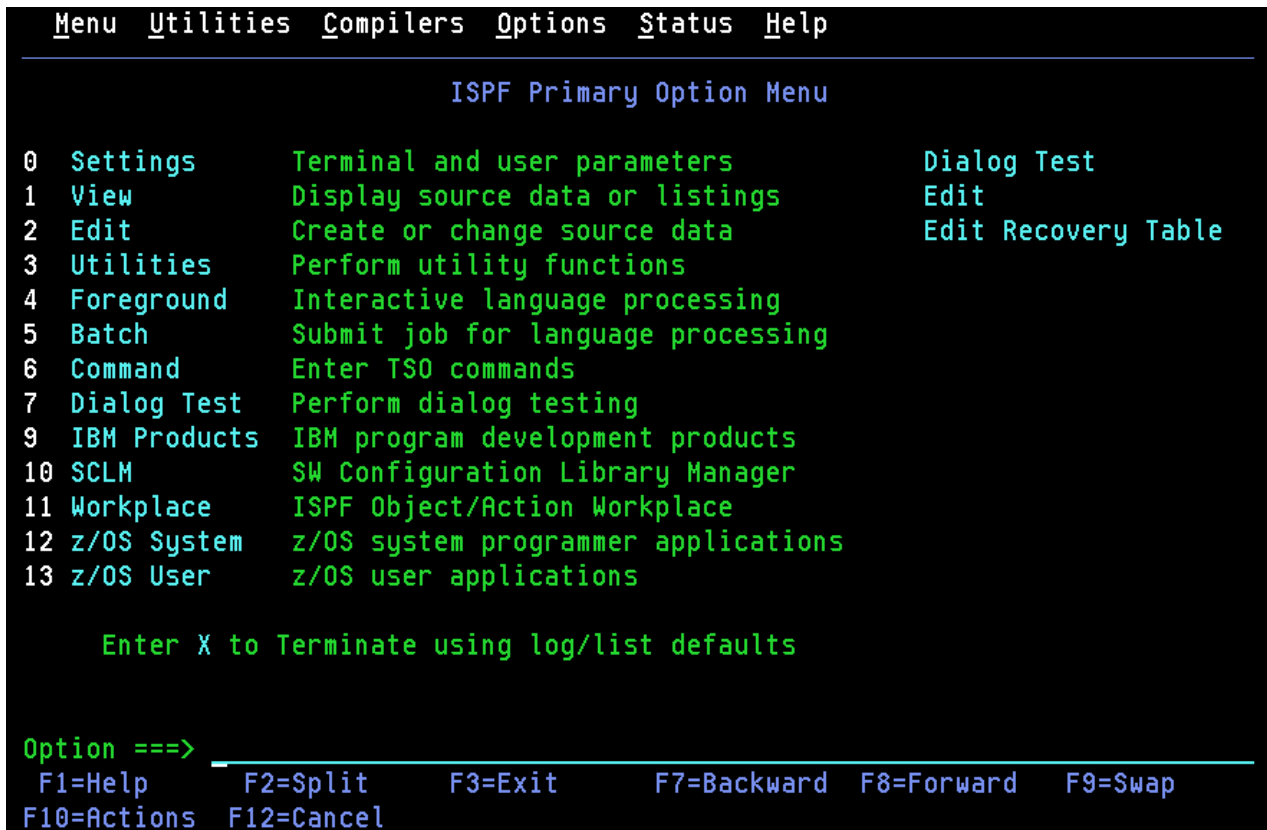 Menu Utilities Compilers Options Status Help
ISPF Primary Option Menu
0 Settings Terminal and user parameters Dialog Test
1 View Display source data or listings Edit
2 Edit Create or change source data Edit Recovery Table
3 Utilities Perform utility functions
4 Foreground Interactive language processing
5 Batch Submit job for language processing
6 Command Enter TSO commands
7 Dialog Test Perform dialog testing
9 IBM Products IBM program development products
10 SCLM SW Configuration Library Manager
11 Workplace ISPF Object/Action Workplace
12 z/OS System z/OS system programmer applications
13 z/OS User z/OS user applications
Enter X to Terminate using log/list defaults
Option ===> _
F1=Help F2=Split F3=Exit F7=Backward F8=Forward F9=Swap
F10=Actions F12=Cancel